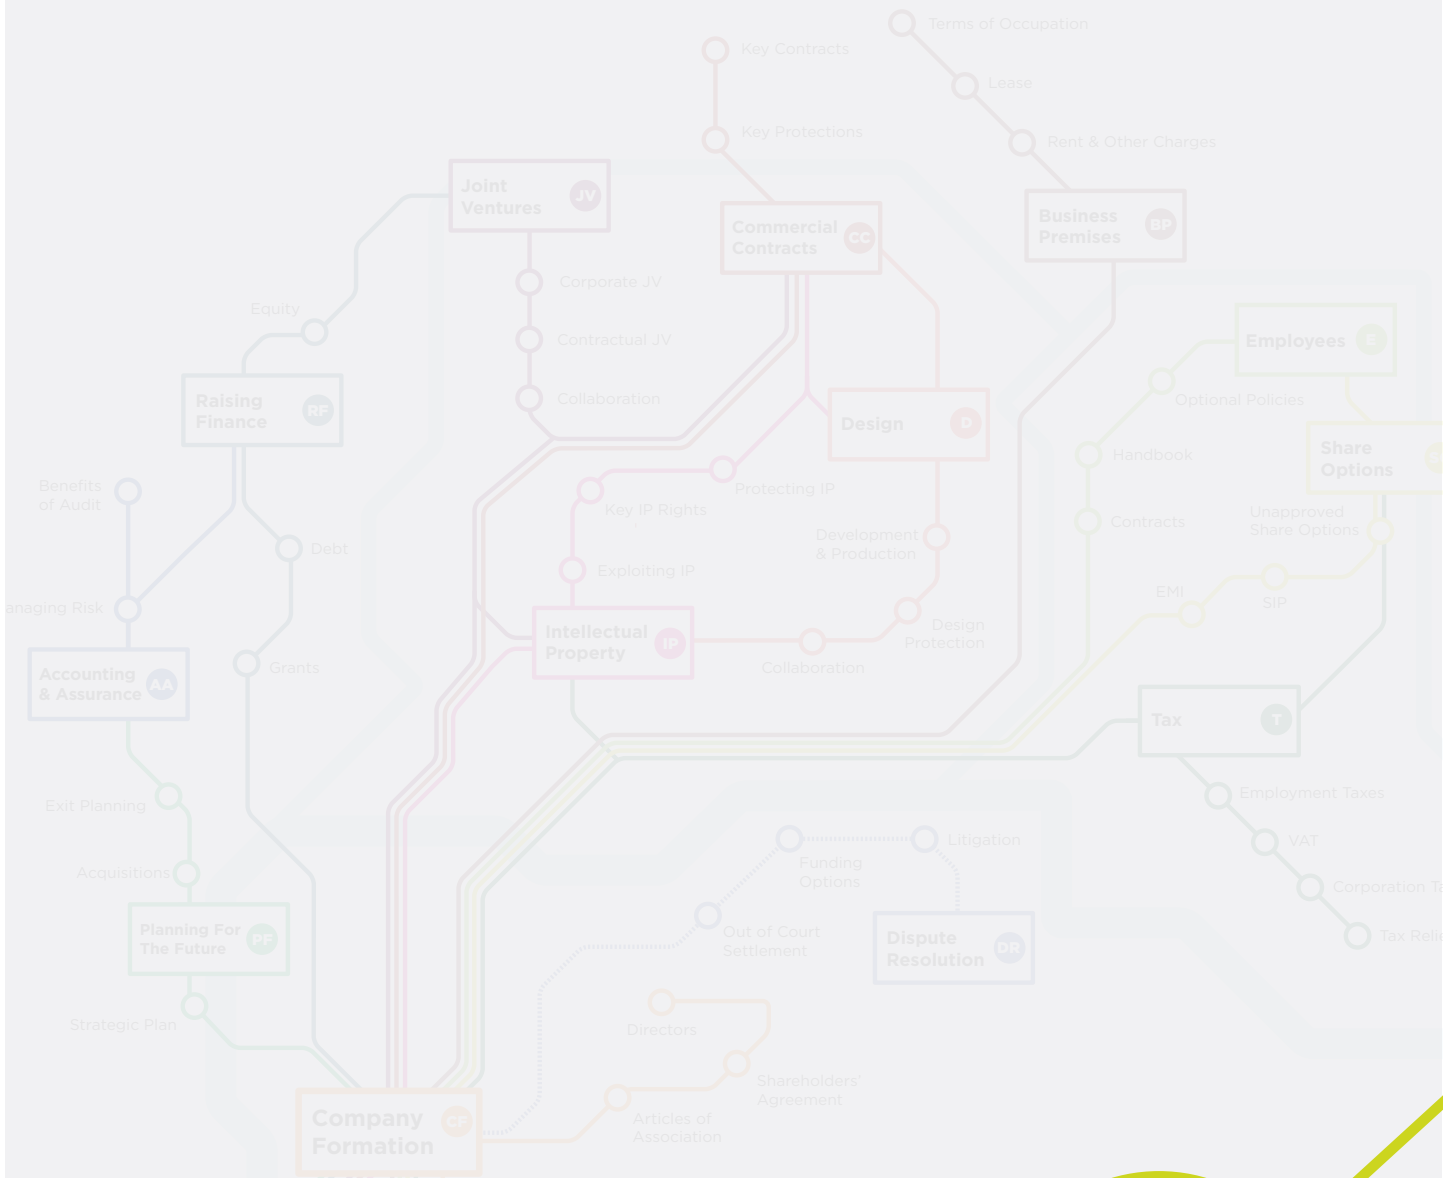 Terms of Occupation
Key Contracts
Lease
Key Protections
Rent & Other Charges
Joint
Ventures
JV
Commercial
Contracts
CC
Business
Premises
BP
Corporate JV
Equity
Contractual JV
Employees
E
Raising
Finance
RF
Collaboration
Optional Policies
Design
D
Handbook
Share
Options
Benefits
of Audit
Protecting IP
Key IP Rights
Contracts
Unapproved
Share Options
Debt
Development
& Production
Exploiting IP
EMI
SIP
anaging Risk
Intellectual
Property
IP
Design
Protection
Collaboration
Grants
Accounting
& Assurance
AA
Tax
T
Exit Planning
Employment Taxes
Litigation
VAT
Funding
Options
Acquisitions
Corporation Ta
Planning For
The Future
PF
Out of Court
Settlement
Dispute
Resolution
DR
Tax Relie
Strategic Plan
Directors
Shareholders'
Agreement
Company
Formation
CF
Articles of
Association